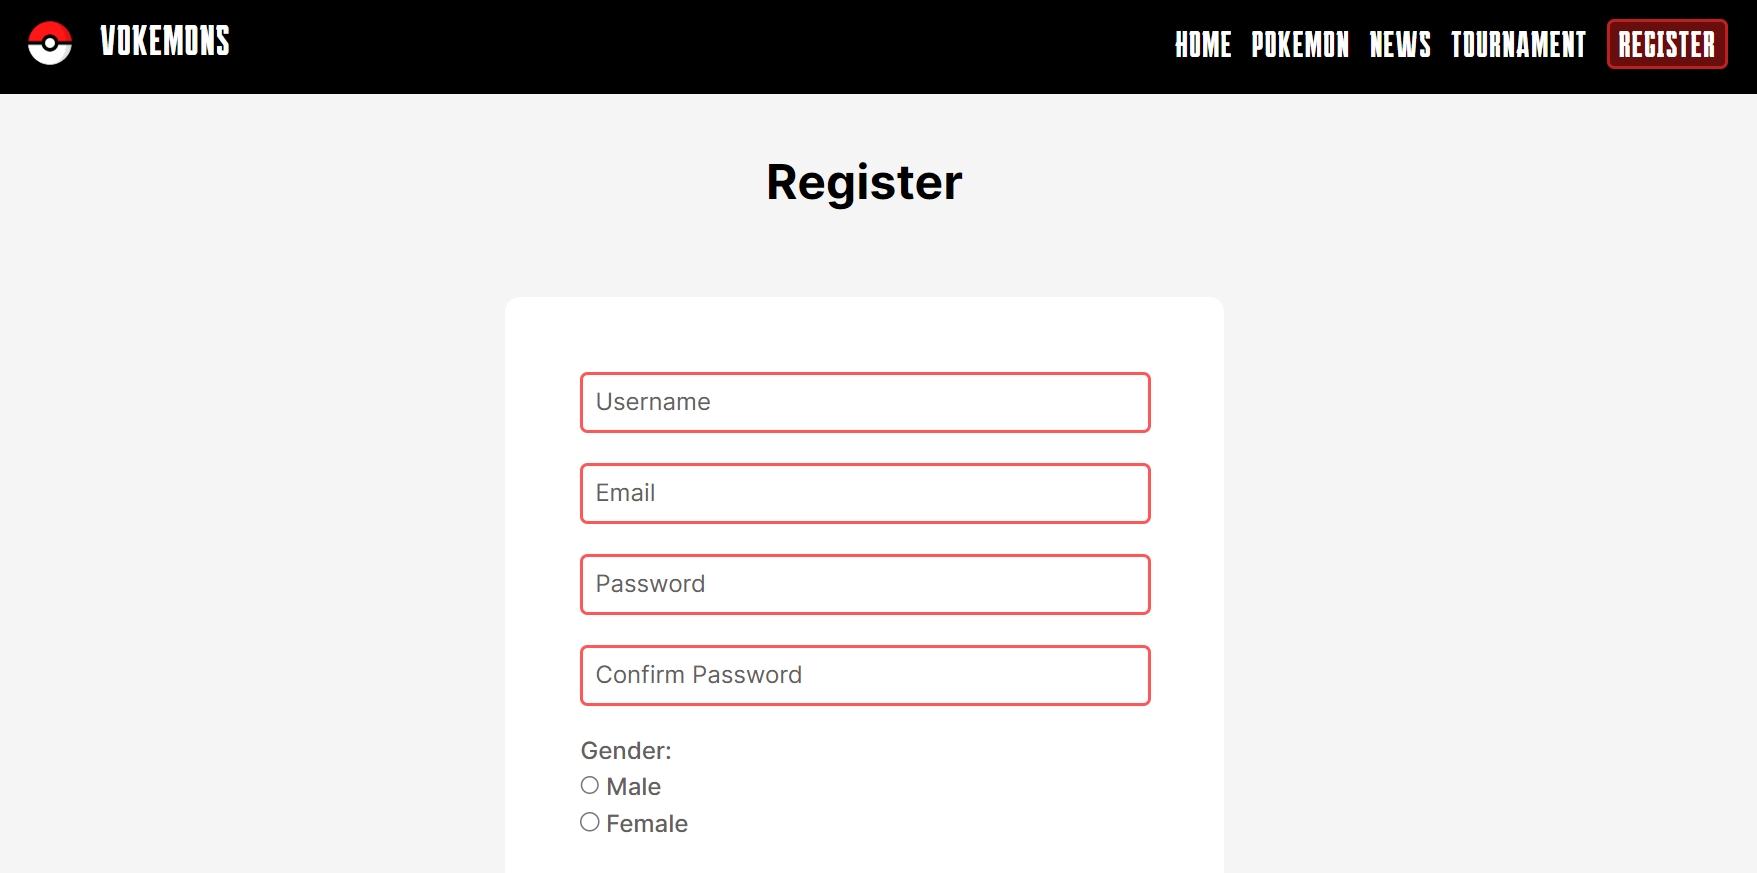 VOKEMONS
HOME POKEMON NEWS TOURNAMENT REGISTER
Register
Username
Email
Password
Confirm Password
Gender:
Male
Female